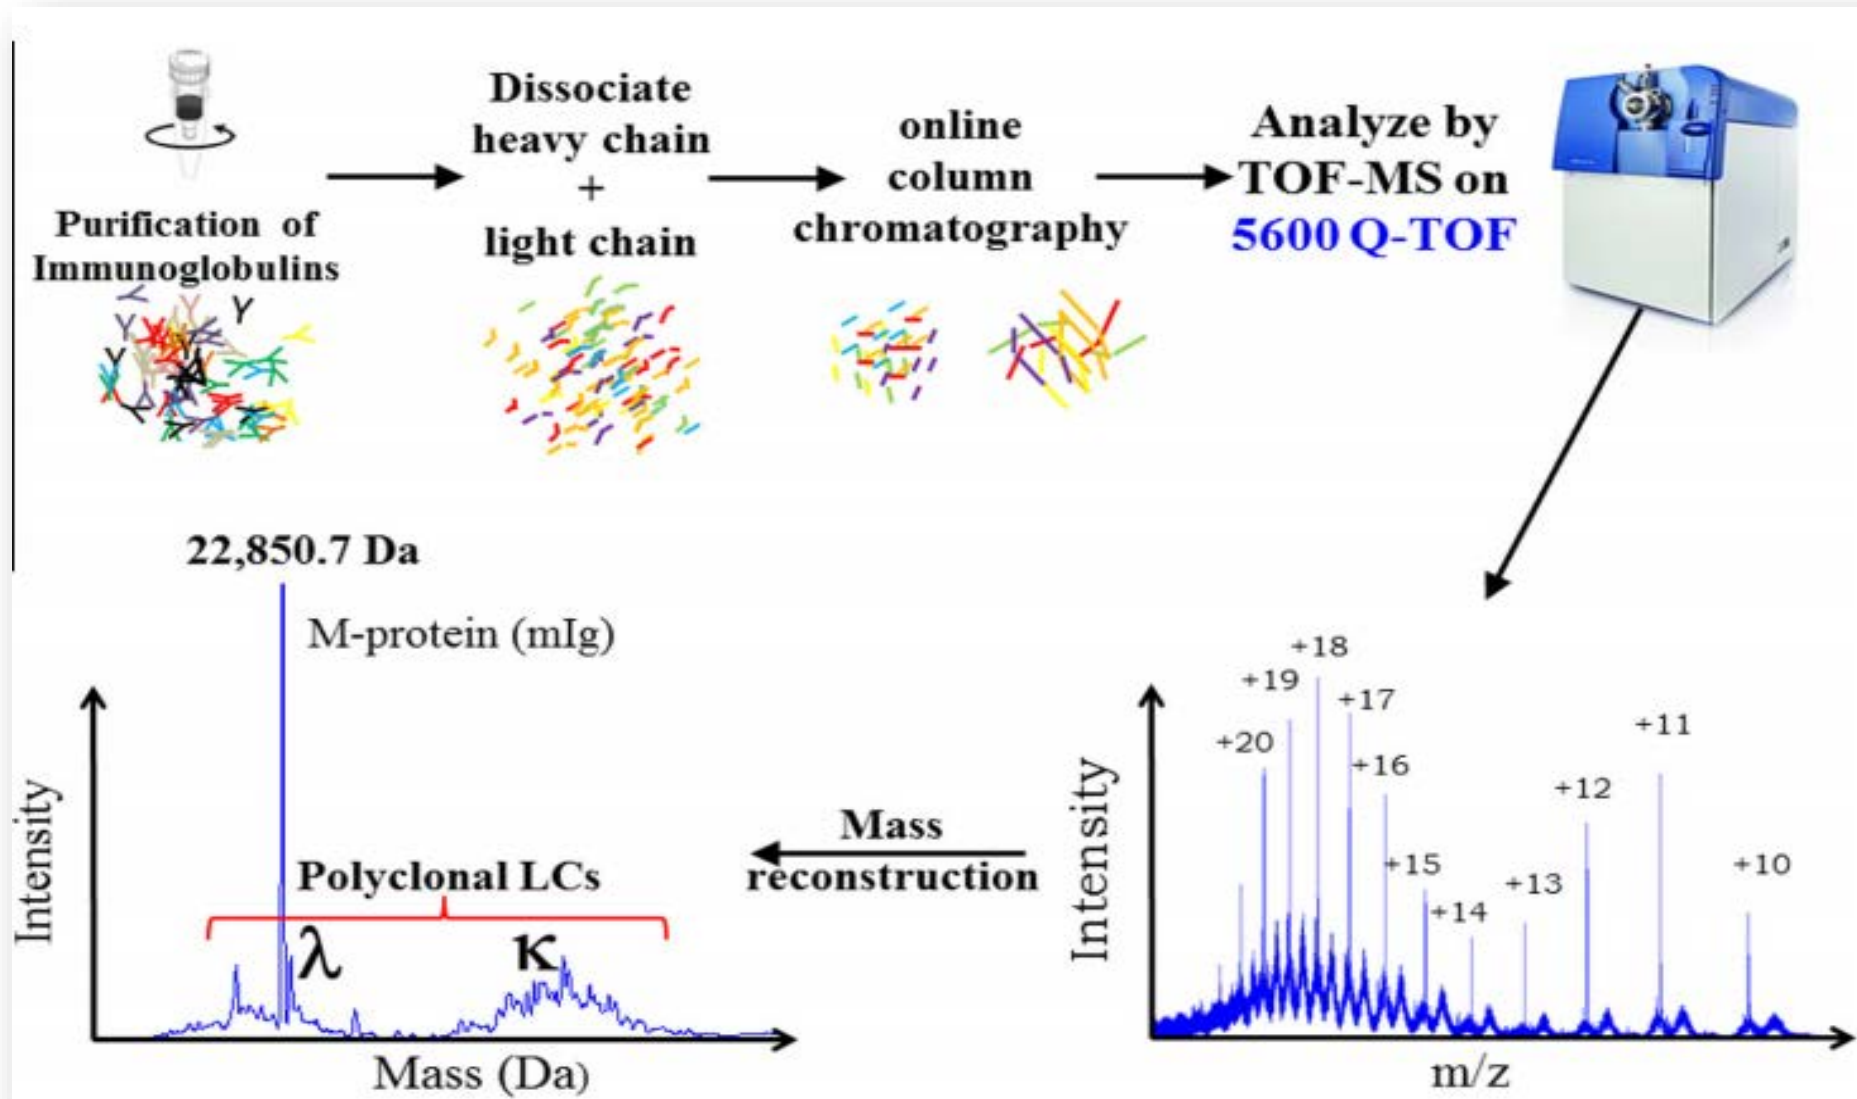 Purification of
Immunoglobulins
Dissociate
heavy chain
+
light chain
online
column
chromatography
Analyze by
TOF-MS on
5600 Q-TOF
22,850.7 Da
M-protein (mIg)
Polyclonal LCs
λ
κ
Intensity
Mass (Da)
Mass
reconstruction
+20
+19
+18
+17
+16
+15
+14
+13
+12
+11
+10
Intensity
m/z